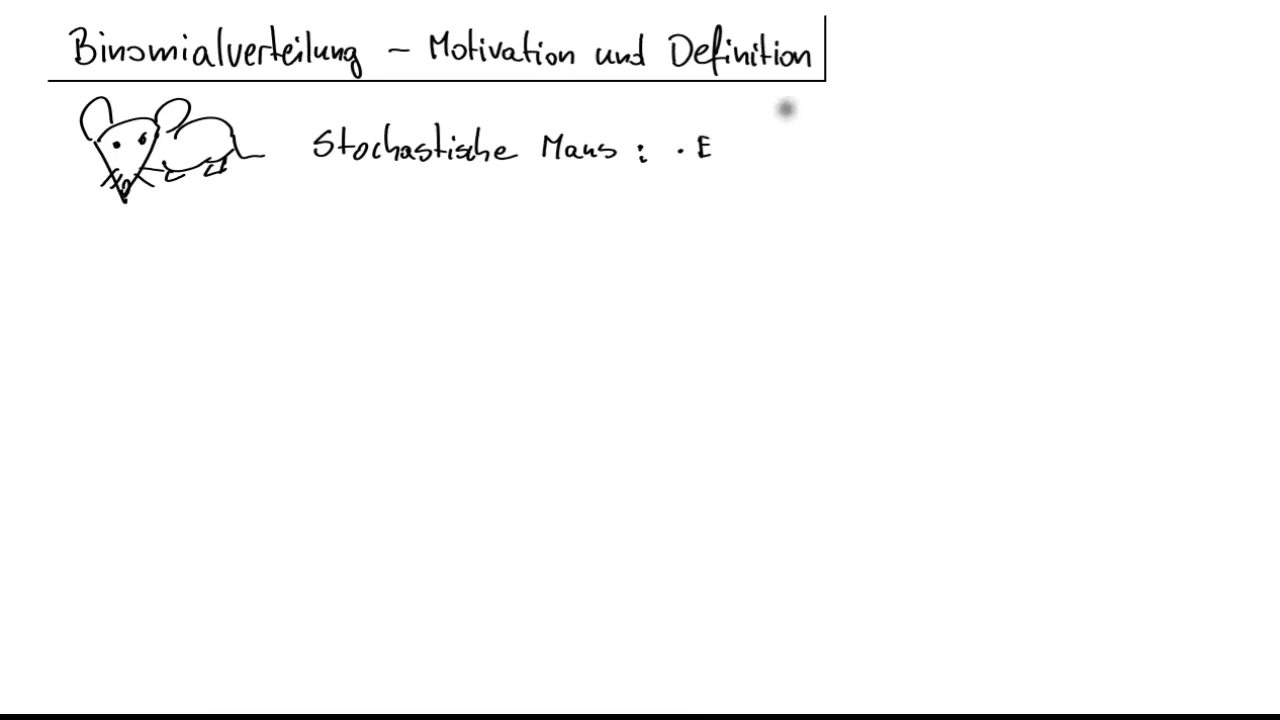 Binomialverteilung – Motivation und Definition
Stochastische Maus : · E